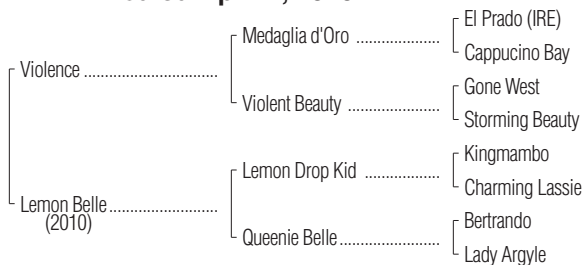 El Prado (IRE)
Medaglia d'Oro
Cappucino Bay
Violence
Gone West
Violent Beauty
Storming Beauty
Kingmambo
Lemon Drop Kid
Charming Lassie
Lemon Belle
(2010)
Bertrando
Queenie Belle
Lady Argyle